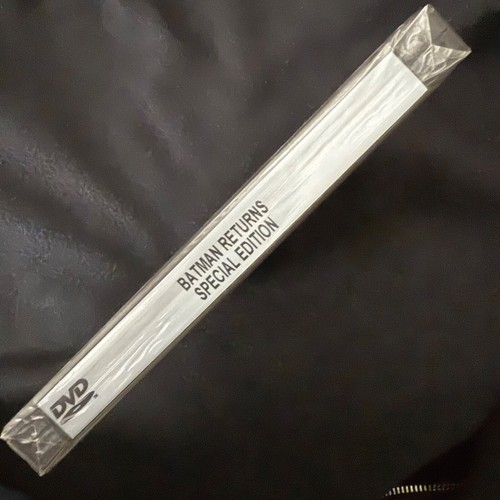 BATMAN RETURNS
SPECIAL EDITION
DVD